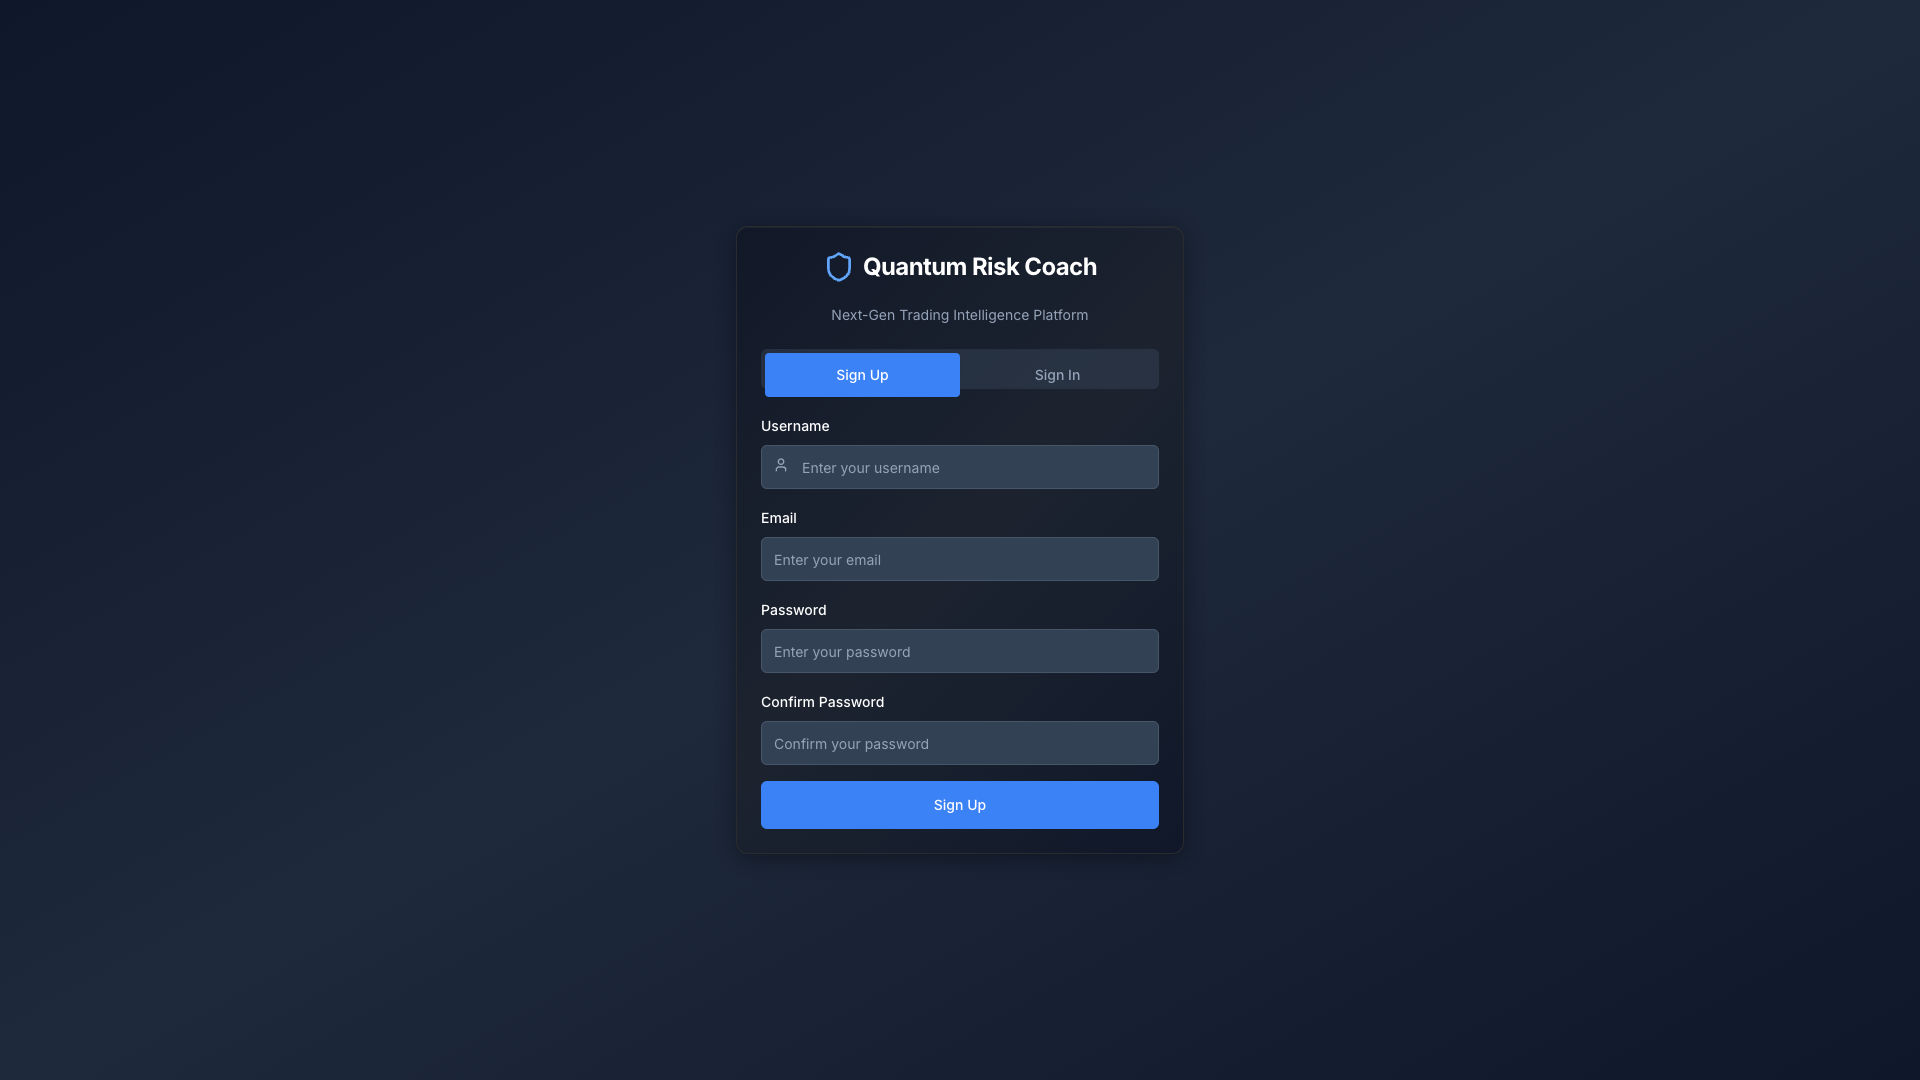 Quantum Risk Coach
Next-Gen Trading Intelligence Platform
Sign Up
Sign In
Username
Enter your username
Email
Enter your email
Password
Enter your password
Confirm Password
Confirm your password
Sign Up